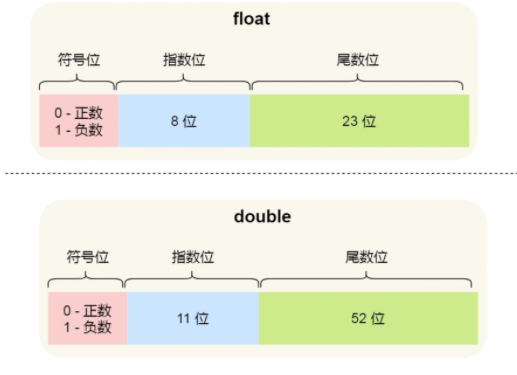 float
符号位 指数位 尾数位
0 - 正数
1 - 负数
8 位
23 位
double
符号位 指数位 尾数位
0 - 正数
1 - 负数
11 位
52 位